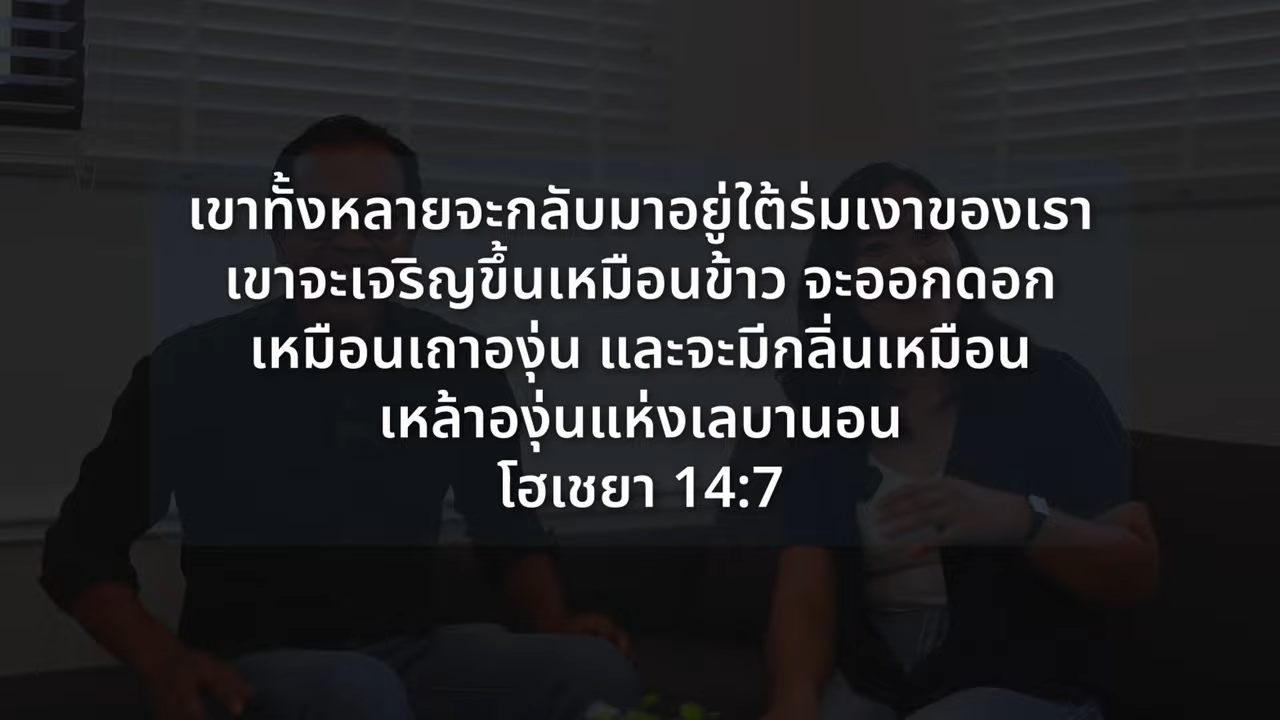 เขาทั้งหลายจะกลับมาอยู่ใต้ร่มเงาของเรา
เขาจะเจริญขึ้นเหมือนข้าว จะออกดอก
เหมือนเถาองุ่น และจะมีกลิ่นเหมือน
เหล้าองุ่นแห่งเลบานอน
โฮเชยา 14:7